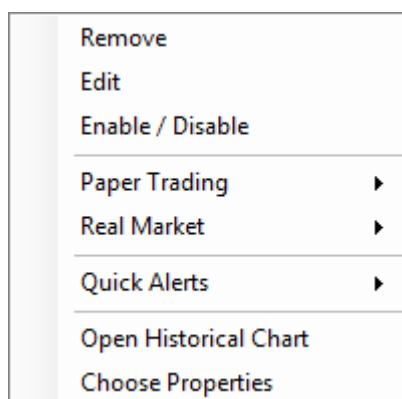 Remove
Edit
Enable / Disable
Paper Trading
Real Market
Quick Alerts
Open Historical Chart
Choose Properties